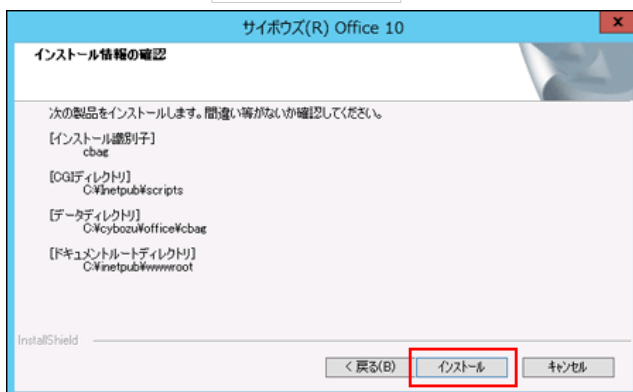 サイボウズ(R) Office 10
x
インストール情報の確認
次の製品をインストールします。間違い等がないか確認してください。
[インストール識別子]
cbag
[CGIディレクトリ]
C:¥Inetpub¥scripts
[データディレクトリ]
C:¥cybozu¥office¥cbag
[ドキュメントルートディレクトリ]
C:¥inetpub¥wwwroot
InstallShield
< 戻る(B)
インストール
キャンセル